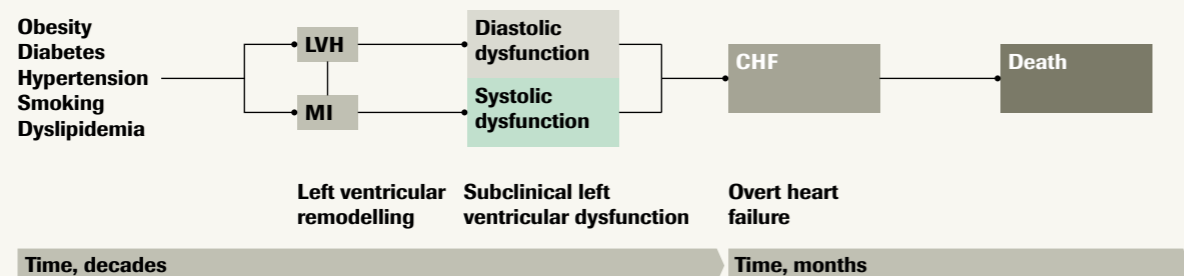 Obesity
Diabetes
Hypertension
Smoking
Dyslipidemia
LVH
MI
Diastolic
dysfunction
Systolic
dysfunction
CHF
Death
Left ventricular
remodelling
Subclinical left
ventricular dysfunction
Overt heart
failure
Time, decades
Time, months